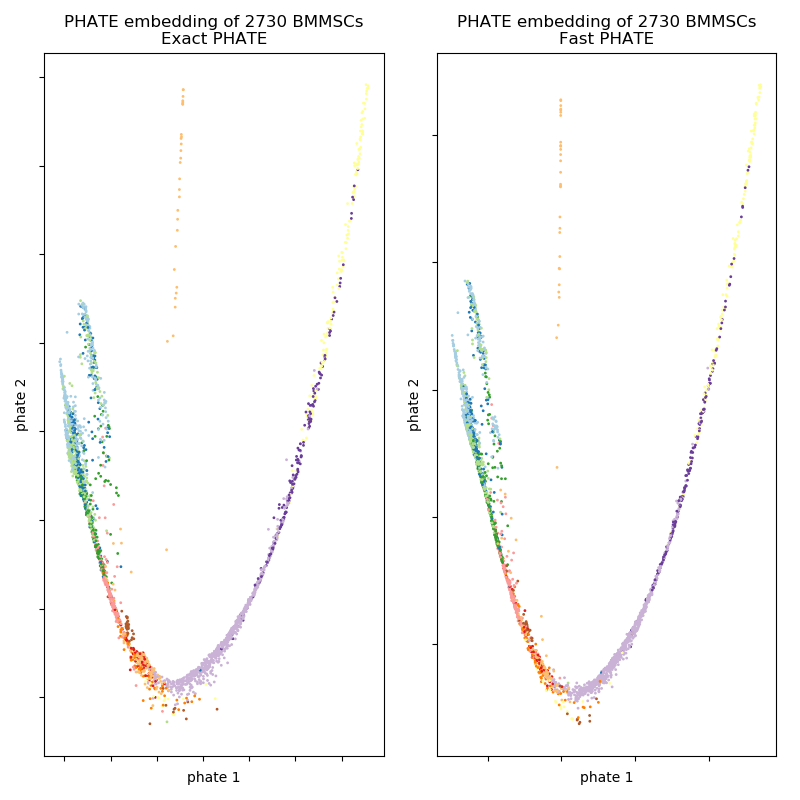 PHATE embedding of 2730 BMMSCs
Exact PHATE
phate 2
phate 1
PHATE embedding of 2730 BMMSCs
Fast PHATE
phate 2
phate 1